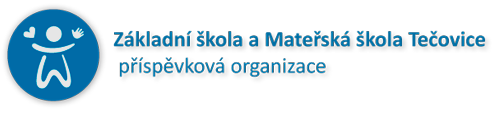 Základní škola a Mateřská škola Tečovice
příspěvková organizace